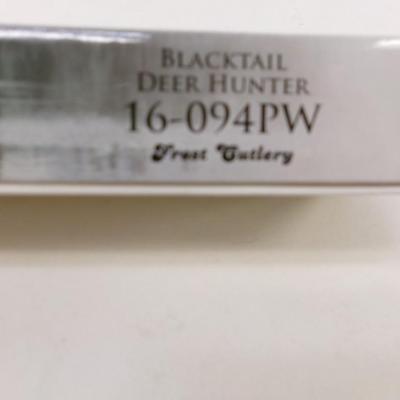 Blacktail
Deer Hunter
16-094PW
Frost Cutlery